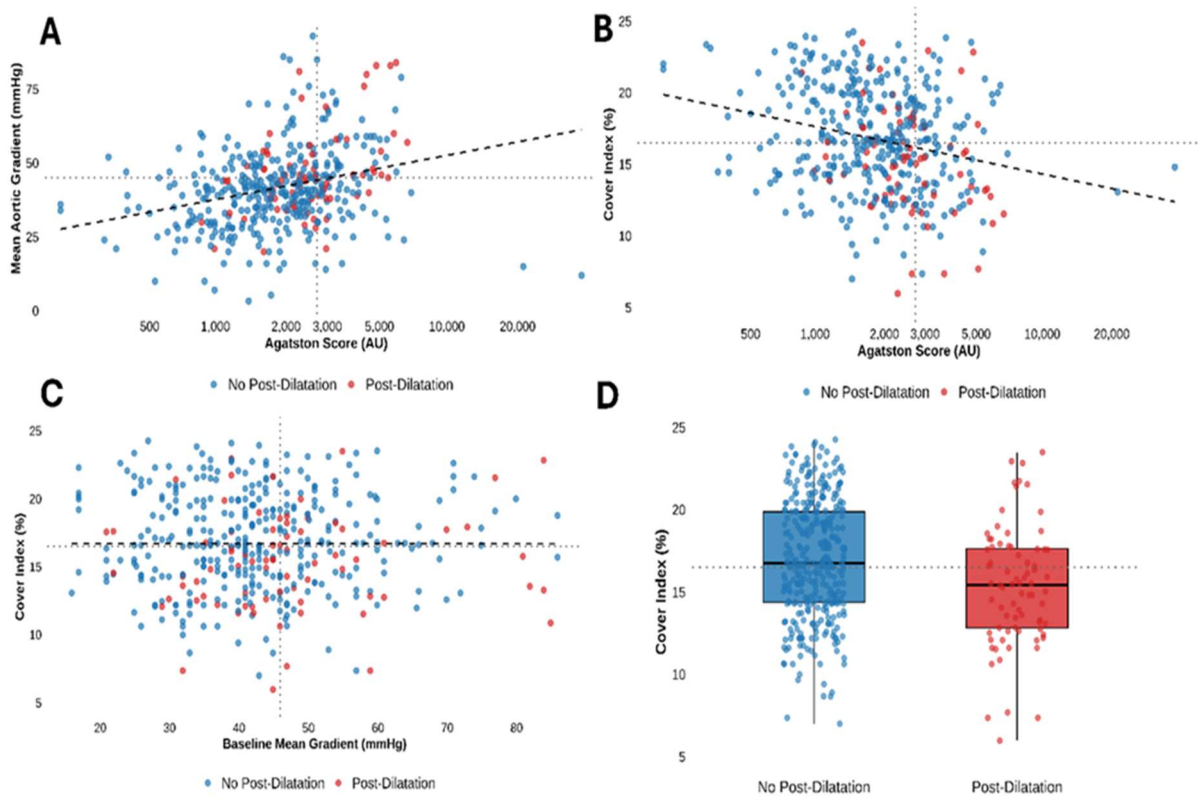 A
Mean Aortic Gradient (mmHg)
75
50
25
0
500 1,000 2,000 3,000 5,000 10,000 20,000
Agatston Score (AU)
No Post-Dilatation Post-Dilatation
B
Cover Index (%)
25
20
15
10
5
500 1,000 2,000 3,000 5,000 10,000 20,000
Agatston Score (AU)
No Post-Dilatation Post-Dilatation
C
Cover Index (%)
25
20
15
10
5
20 30 40 50 60 70 80
Baseline Mean Gradient (mmHg)
No Post-Dilatation Post-Dilatation
D
Cover Index (%)
25
20
15
10
5
No Post-Dilatation Post-Dilatation